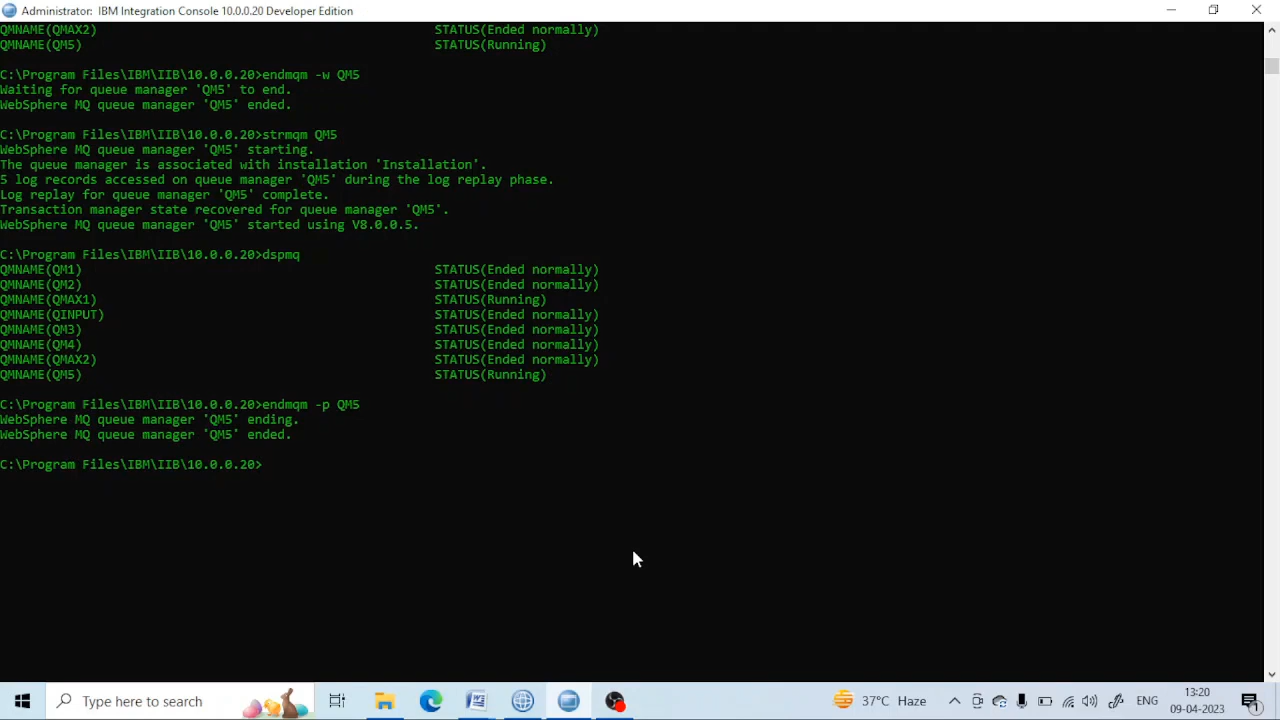 Administrator: IBM Integration Console 10.0.0.20 Developer Edition
QMNAME(QMAX2) STATUS(Ended normally)
QMNAME(QM5) STATUS(Running)
C:\Program Files\IBM\IIB\10.0.0.20>endmqm -w QM5
Waiting for queue manager 'QM5' to end.
WebSphere MQ queue manager 'QM5' ended.
C:\Program Files\IBM\IIB\10.0.0.20>strmqm QM5
WebSphere MQ queue manager 'QM5' starting.
The queue manager is associated with installation 'Installation'.
5 log records accessed on queue manager 'QM5' during the log replay phase.
Log replay for queue manager 'QM5' complete.
Transaction manager state recovered for queue manager 'QM5'.
WebSphere MQ queue manager 'QM5' started using V8.0.0.5.
C:\Program Files\IBM\IIB\10.0.0.20>dspmq
QMNAME(QM1) STATUS(Ended normally)
QMNAME(QM2) STATUS(Ended normally)
QMNAME(QMAX1) STATUS(Running)
QMNAME(QINPUT) STATUS(Ended normally)
QMNAME(QM3) STATUS(Ended normally)
QMNAME(QM4) STATUS(Ended normally)
QMNAME(QMAX2) STATUS(Ended normally)
QMNAME(QM5) STATUS(Running)
C:\Program Files\IBM\IIB\10.0.0.20>endmqm -p QM5
WebSphere MQ queue manager 'QM5' ending.
WebSphere MQ queue manager 'QM5' ended.
C:\Program Files\IBM\IIB\10.0.0.20>
Type here to search
37°C Haze
ENG
3:20
09-04-2023
1